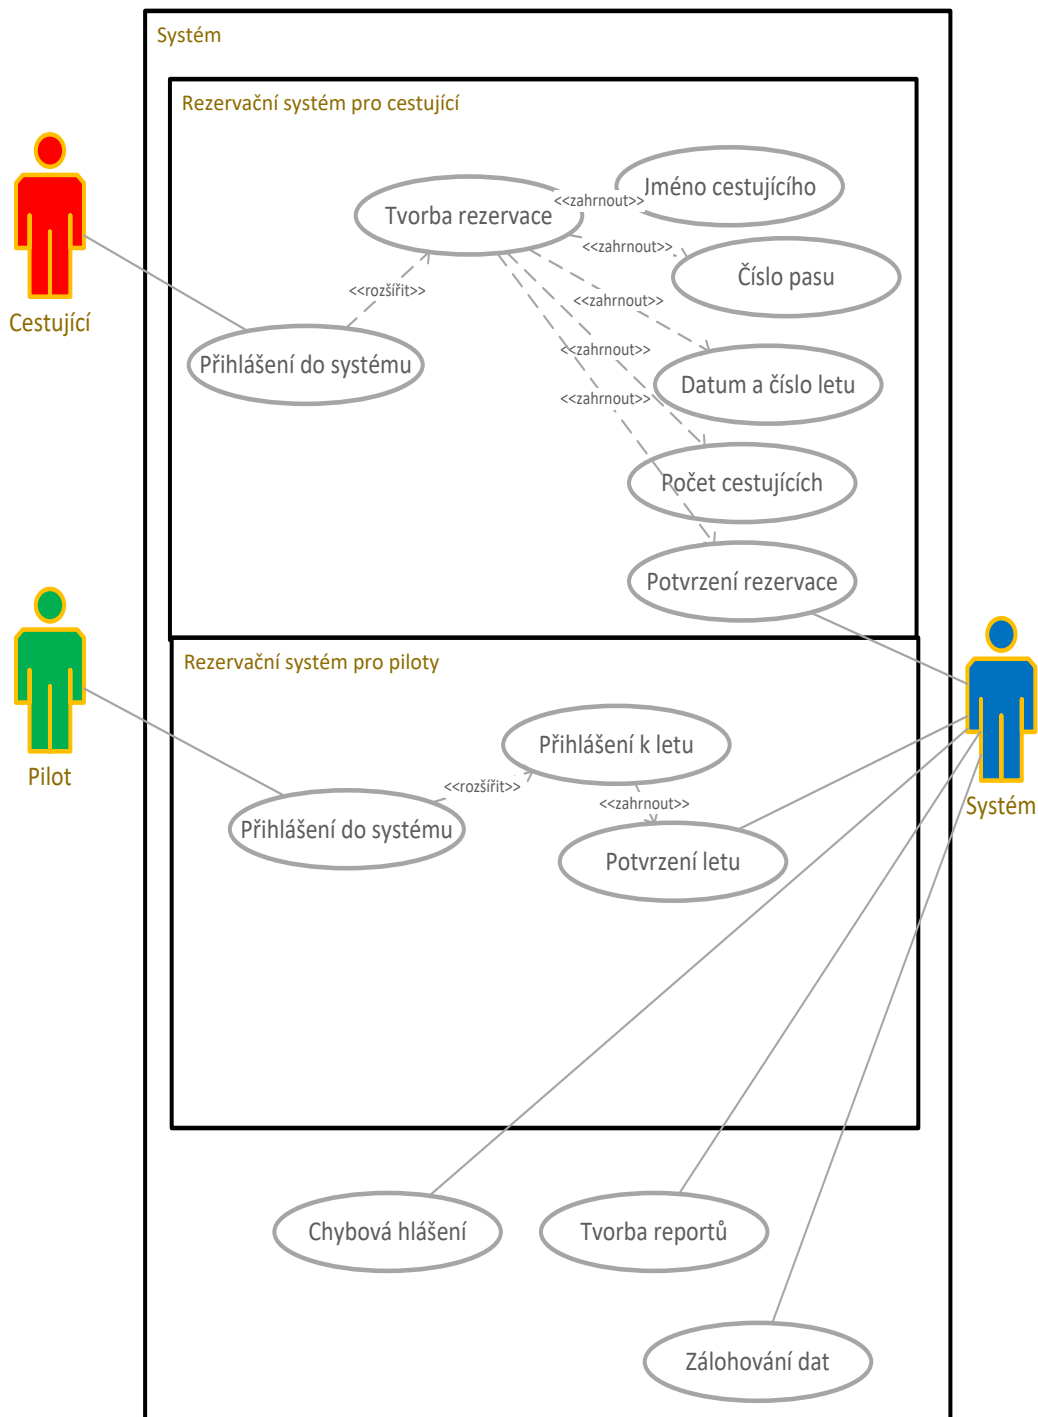 Systém
Rezervační systém pro cestující
Jméno cestujícího
<<zahrnout>>
Tvorba rezervace
<<zahrnout>>
Číslo pasu
<<rozšířit>>
<<zahrnout>>
Cestující
<<zahrnout>>
Přihlášení do systému
Datum a číslo letu
<<zahrnout>>
Počet cestujících
Potvrzení rezervace
Rezervační systém pro piloty
Přihlášení k letu
Pilot
<<rozšířit>>
<<zahrnout>>
Systém
Přihlášení do systému
Potvrzení letu
Chybová hlášení
Tvorba reportů
Zálohování dat